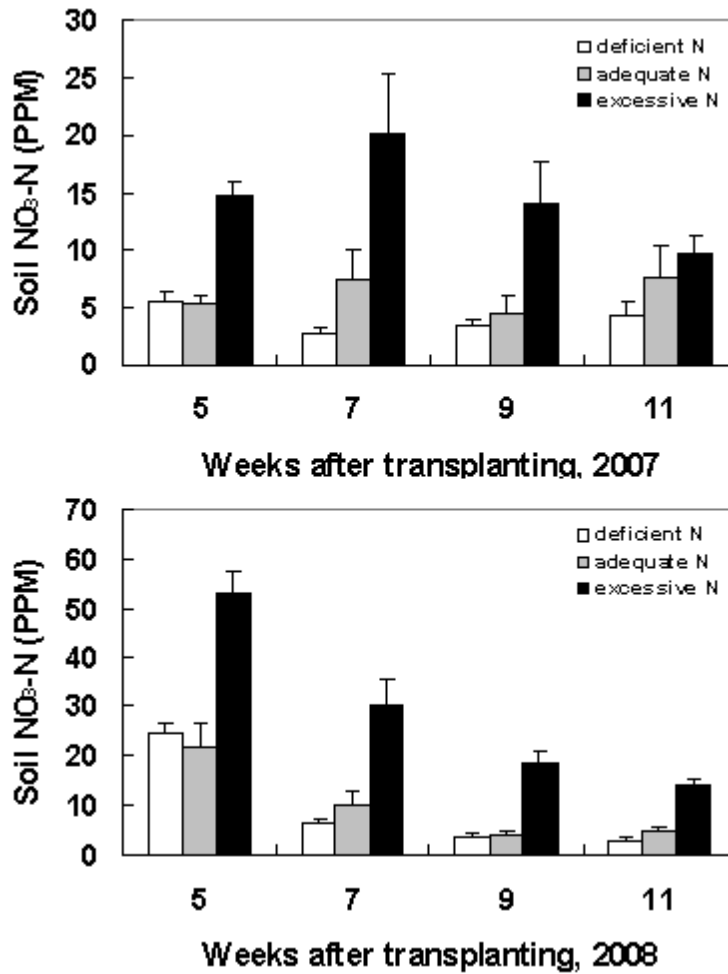 30
25
20
15
10
5
0
Soil NO₃-N (PPM)
deficient N
adequate N
excessive N
5 7 9 11
Weeks after transplanting, 2007
70
60
50
40
30
20
10
0
Soil NO₃-N (PPM)
deficient N
adequate N
excessive N
5 7 9 11
Weeks after transplanting, 2008